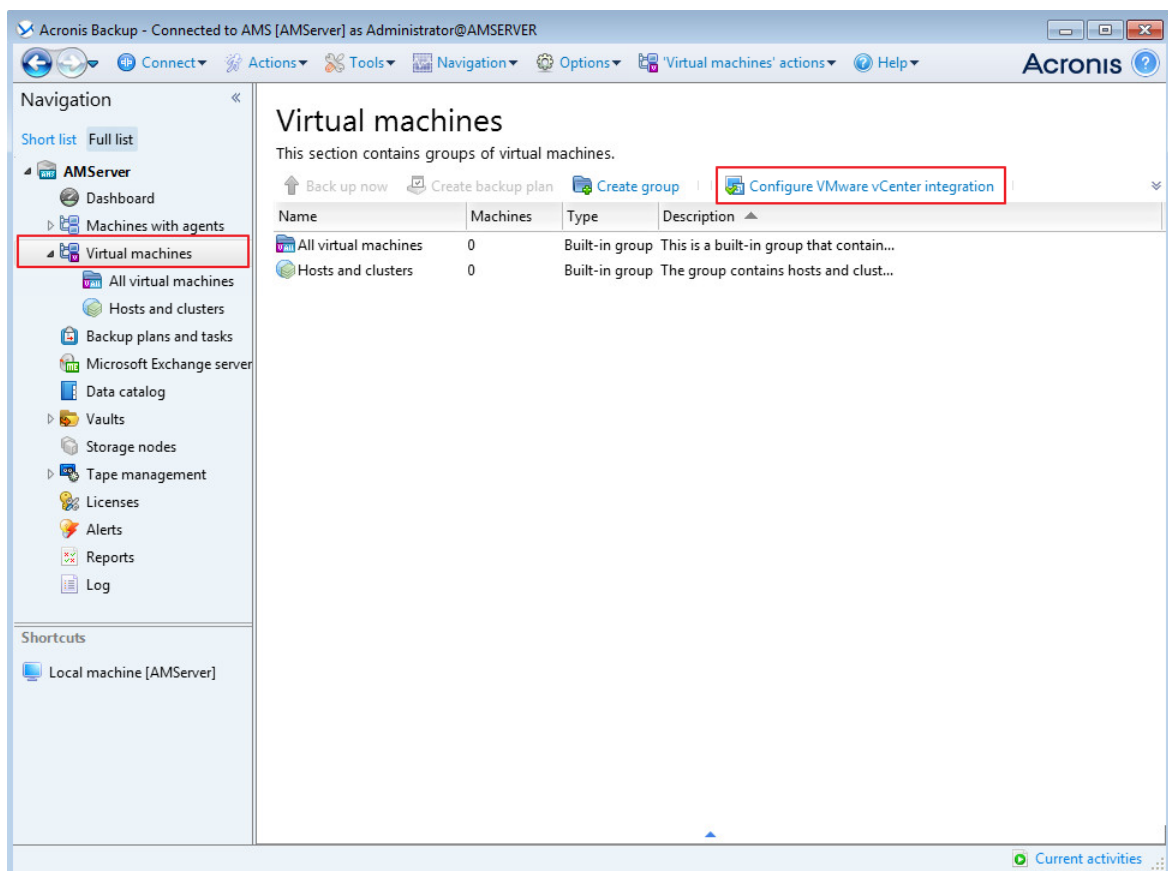 Acronis Backup - Connected to AMS [AMServer] as Administrator@AMSERVER
Connect Actions Tools Navigation Options 'Virtual machines' actions Help Acronis
Navigation
Short list Full list
AMServer
Dashboard
Machines with agents
Virtual machines
All virtual machines
Hosts and clusters
Backup plans and tasks
Microsoft Exchange server
Data catalog
Vaults
Storage nodes
Tape management
Licenses
Alerts
Reports
Log
Shortcuts
Local machine [AMServer]
Virtual machines
This section contains groups of virtual machines.
Back up now Create backup plan Create group Configure VMware vCenter integration
Name Machines Type Description
All virtual machines 0 Built-in group This is a built-in group that contain...
Hosts and clusters 0 Built-in group The group contains hosts and clust...
Current activities